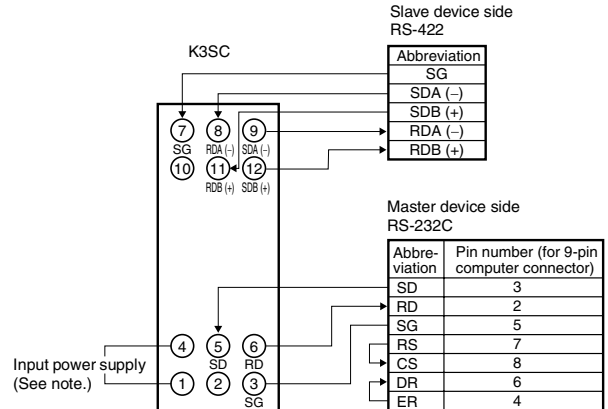 Slave device side
RS-422
K3SC
Abbreviation
SG
SDA (−)
SDB (+)
RDA (−)
RDB (+)
7 8 9
SG RDA (−) SDA (−)
10 11 12
RDB (+) SDB (+)
Master device side
RS-232C
Abbre-
viation
Pin number (for 9-pin
computer connector)
SD 3
RD 2
SG 5
RS 7
CS 8
DR 6
ER 4
4 5 6
SD RD
Input power supply
(See note.)
1 2 3
SG